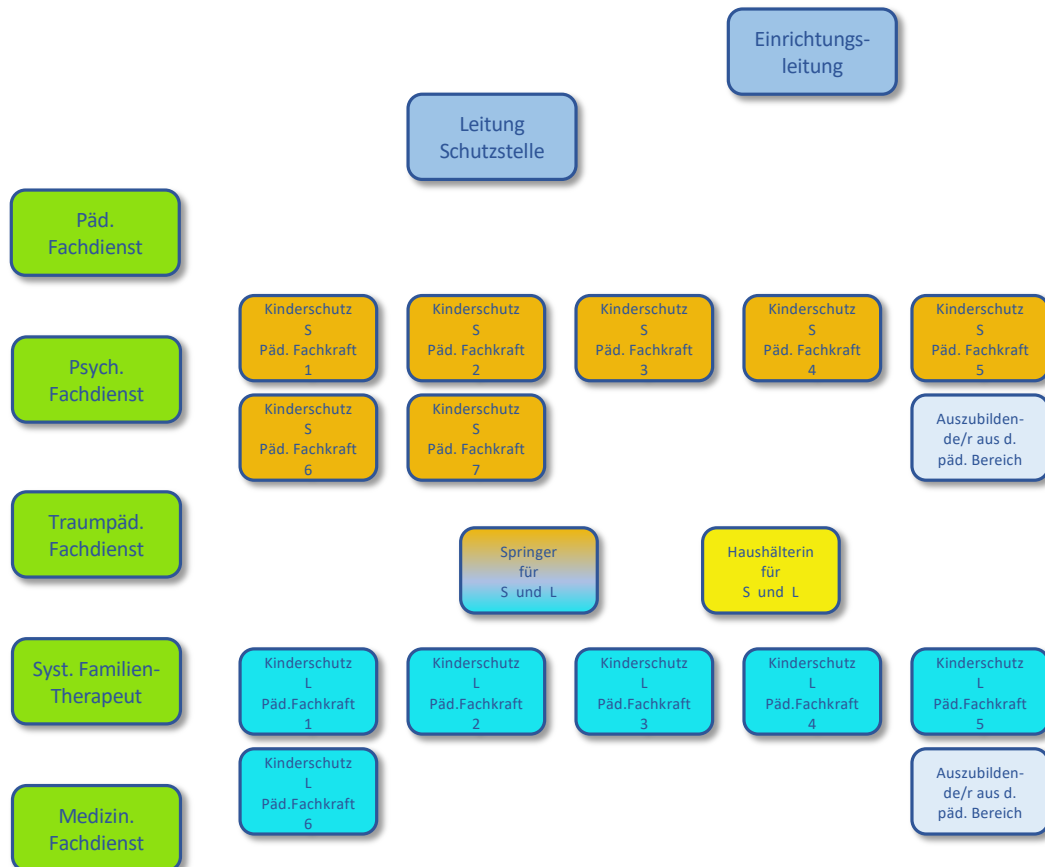 Einrichtungs-
leitung
Leitung
Schutzstelle
Päd.
Fachdienst
Kinderschutz
S
Päd. Fachkraft
1
Kinderschutz
S
Päd. Fachkraft
2
Kinderschutz
S
Päd. Fachkraft
3
Kinderschutz
S
Päd. Fachkraft
4
Kinderschutz
S
Päd. Fachkraft
5
Psych.
Fachdienst
Kinderschutz
S
Päd. Fachkraft
6
Kinderschutz
S
Päd. Fachkraft
7
Auszubilden-
de/r aus d.
päd. Bereich
Traumpäd.
Fachdienst
Springer
für
S und L
Haushälterin
für
S und L
Syst. Familien-
Therapeut
Kinderschutz
L
Päd.Fachkraft
1
Kinderschutz
L
Päd.Fachkraft
2
Kinderschutz
L
Päd.Fachkraft
3
Kinderschutz
L
Päd.Fachkraft
4
Kinderschutz
L
Päd.Fachkraft
5
Kinderschutz
L
Päd.Fachkraft
6
Auszubilden-
de/r aus d.
päd. Bereich
Medizin.
Fachdienst